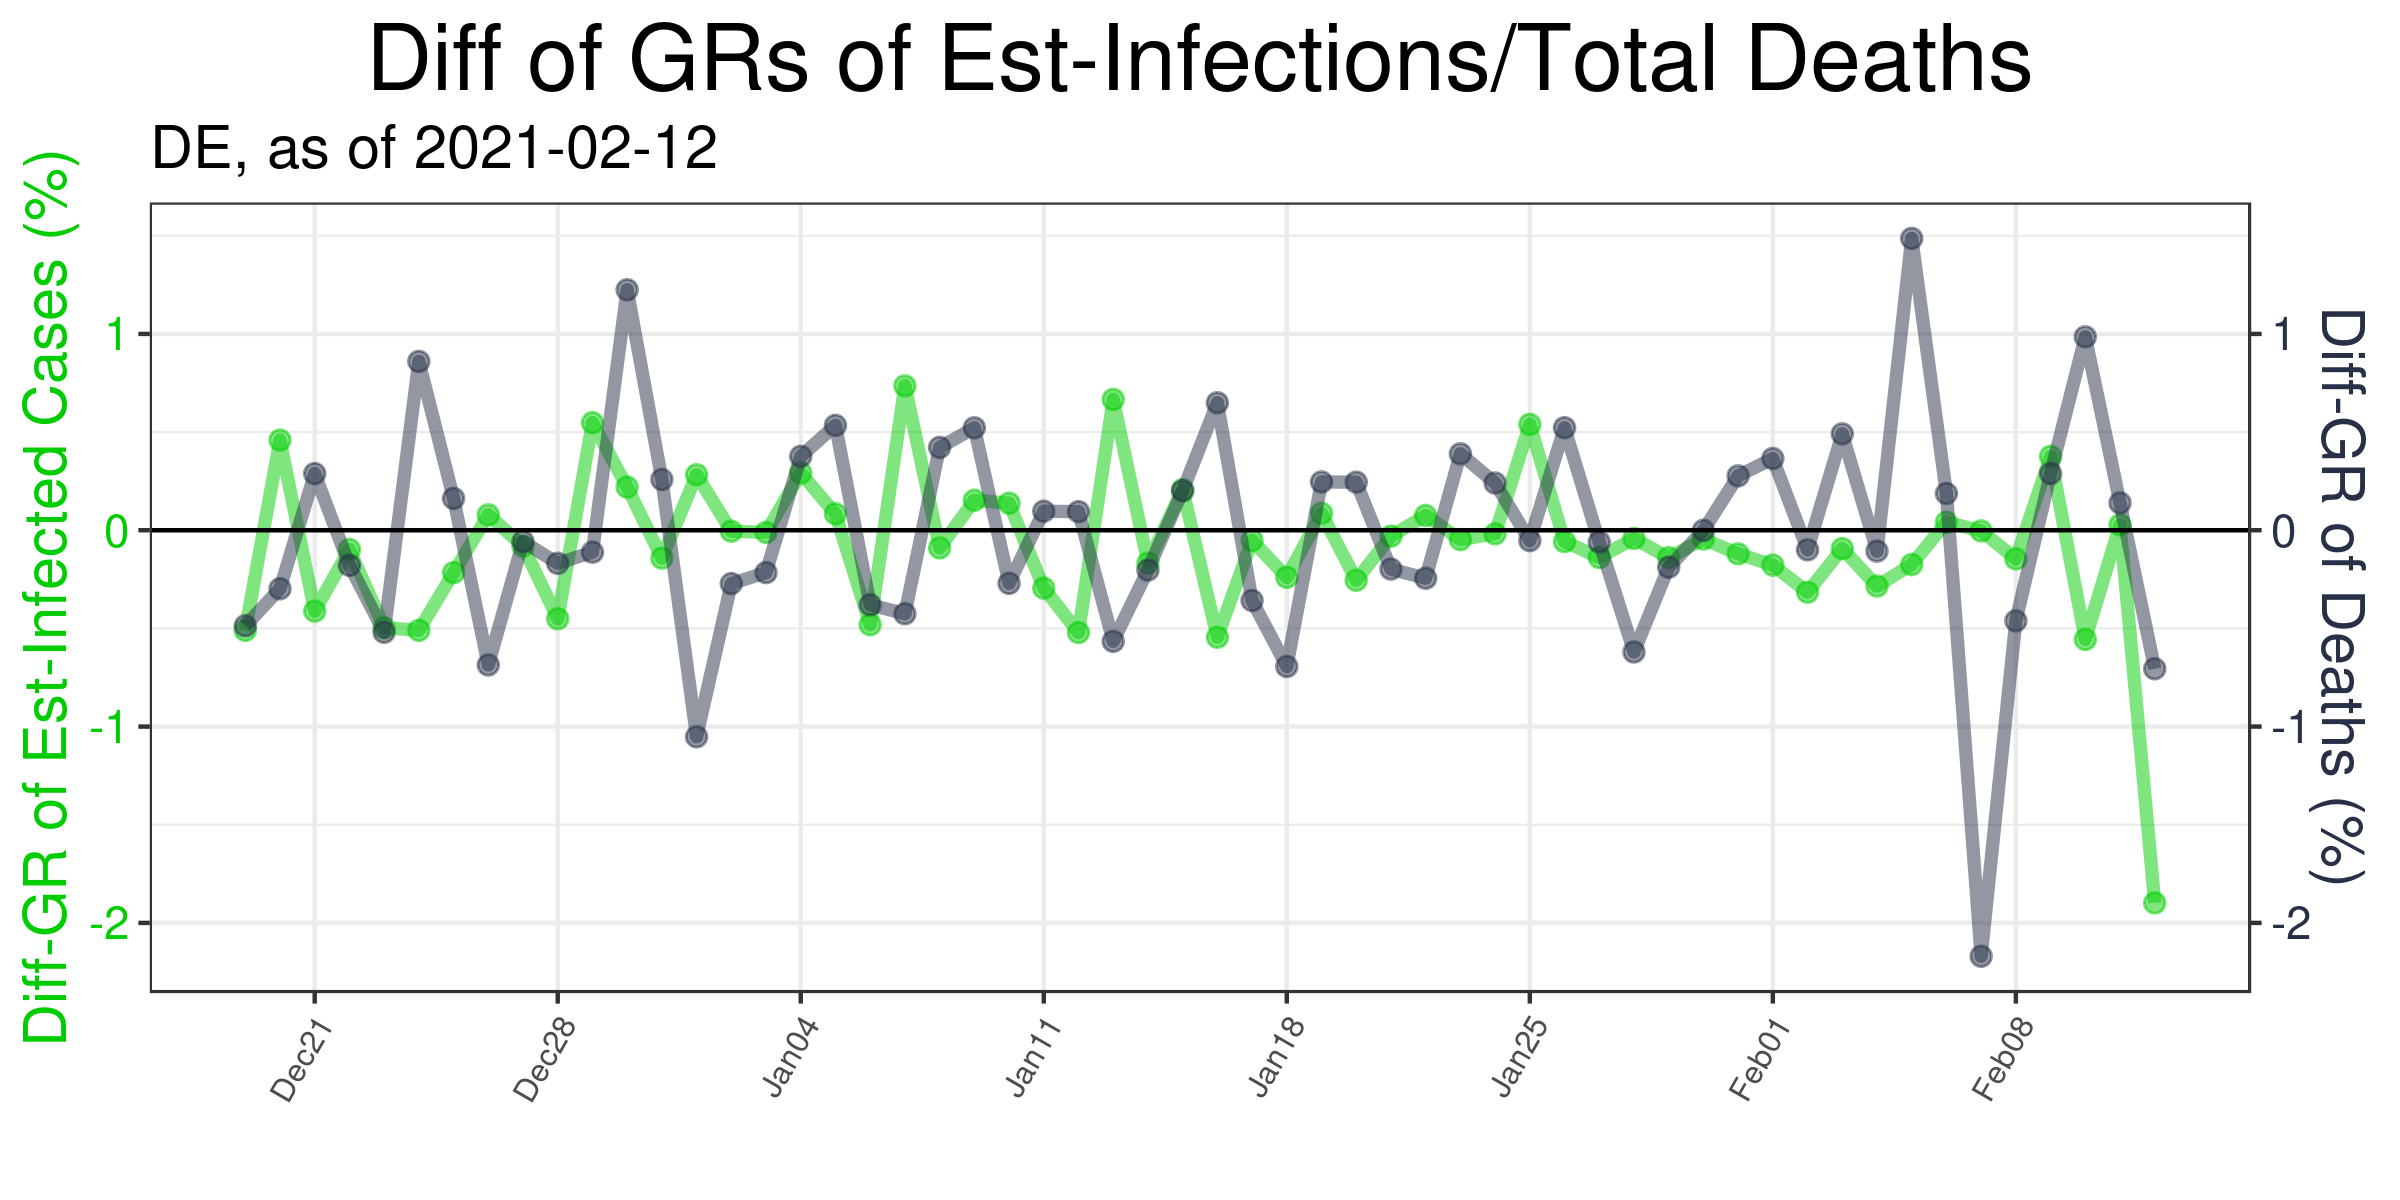 Diff of GRs of Est-Infections/Total Deaths
DE, as of 2021-02-12
Diff-GR of Est-Infected Cases (%)
1
0
-1
-2
1
0
-1
-2
Diff-GR of Deaths (%)
Dec21
Dec28
Jan04
Jan11
Jan18
Jan25
Feb01
Feb08